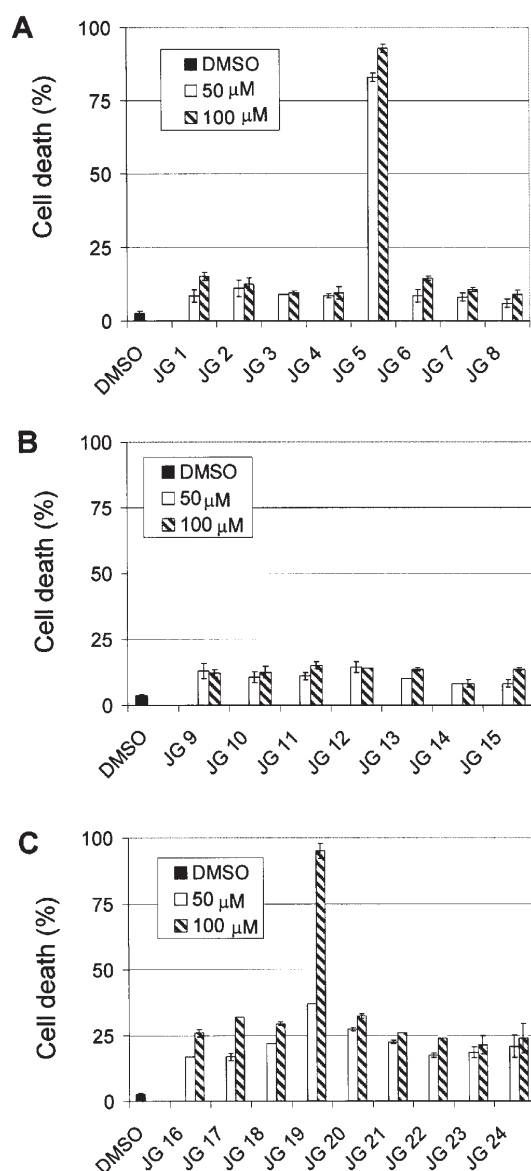 A
Cell death (%)
100
75
50
25
0
DMSO
50 μM
100 μM
DMSO
JG 1
JG 2
JG 3
JG 4
JG 5
JG 6
JG 7
JG 8
B
Cell death (%)
100
75
50
25
0
DMSO
50 μM
100 μM
DMSO
JG 9
JG 10
JG 11
JG 12
JG 13
JG 14
JG 15
C
Cell death (%)
100
75
50
25
0
DMSO
50 μM
100 μM
DMSO
JG 16
JG 17
JG 18
JG 19
JG 20
JG 21
JG 22
JG 23
JG 24